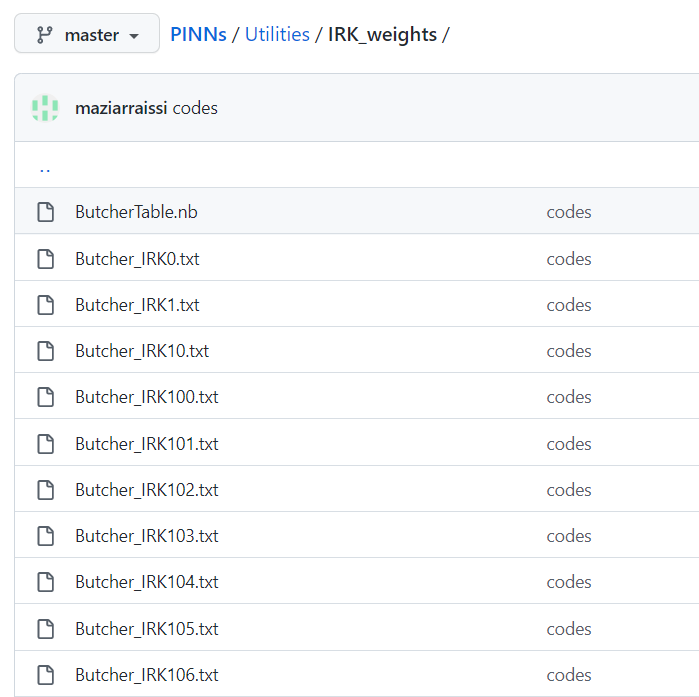 master PINNs / Utilities / IRK_weights /
maziarraissi codes
..
ButcherTable.nb codes
Butcher_IRK0.txt codes
Butcher_IRK1.txt codes
Butcher_IRK10.txt codes
Butcher_IRK100.txt codes
Butcher_IRK101.txt codes
Butcher_IRK102.txt codes
Butcher_IRK103.txt codes
Butcher_IRK104.txt codes
Butcher_IRK105.txt codes
Butcher_IRK106.txt codes